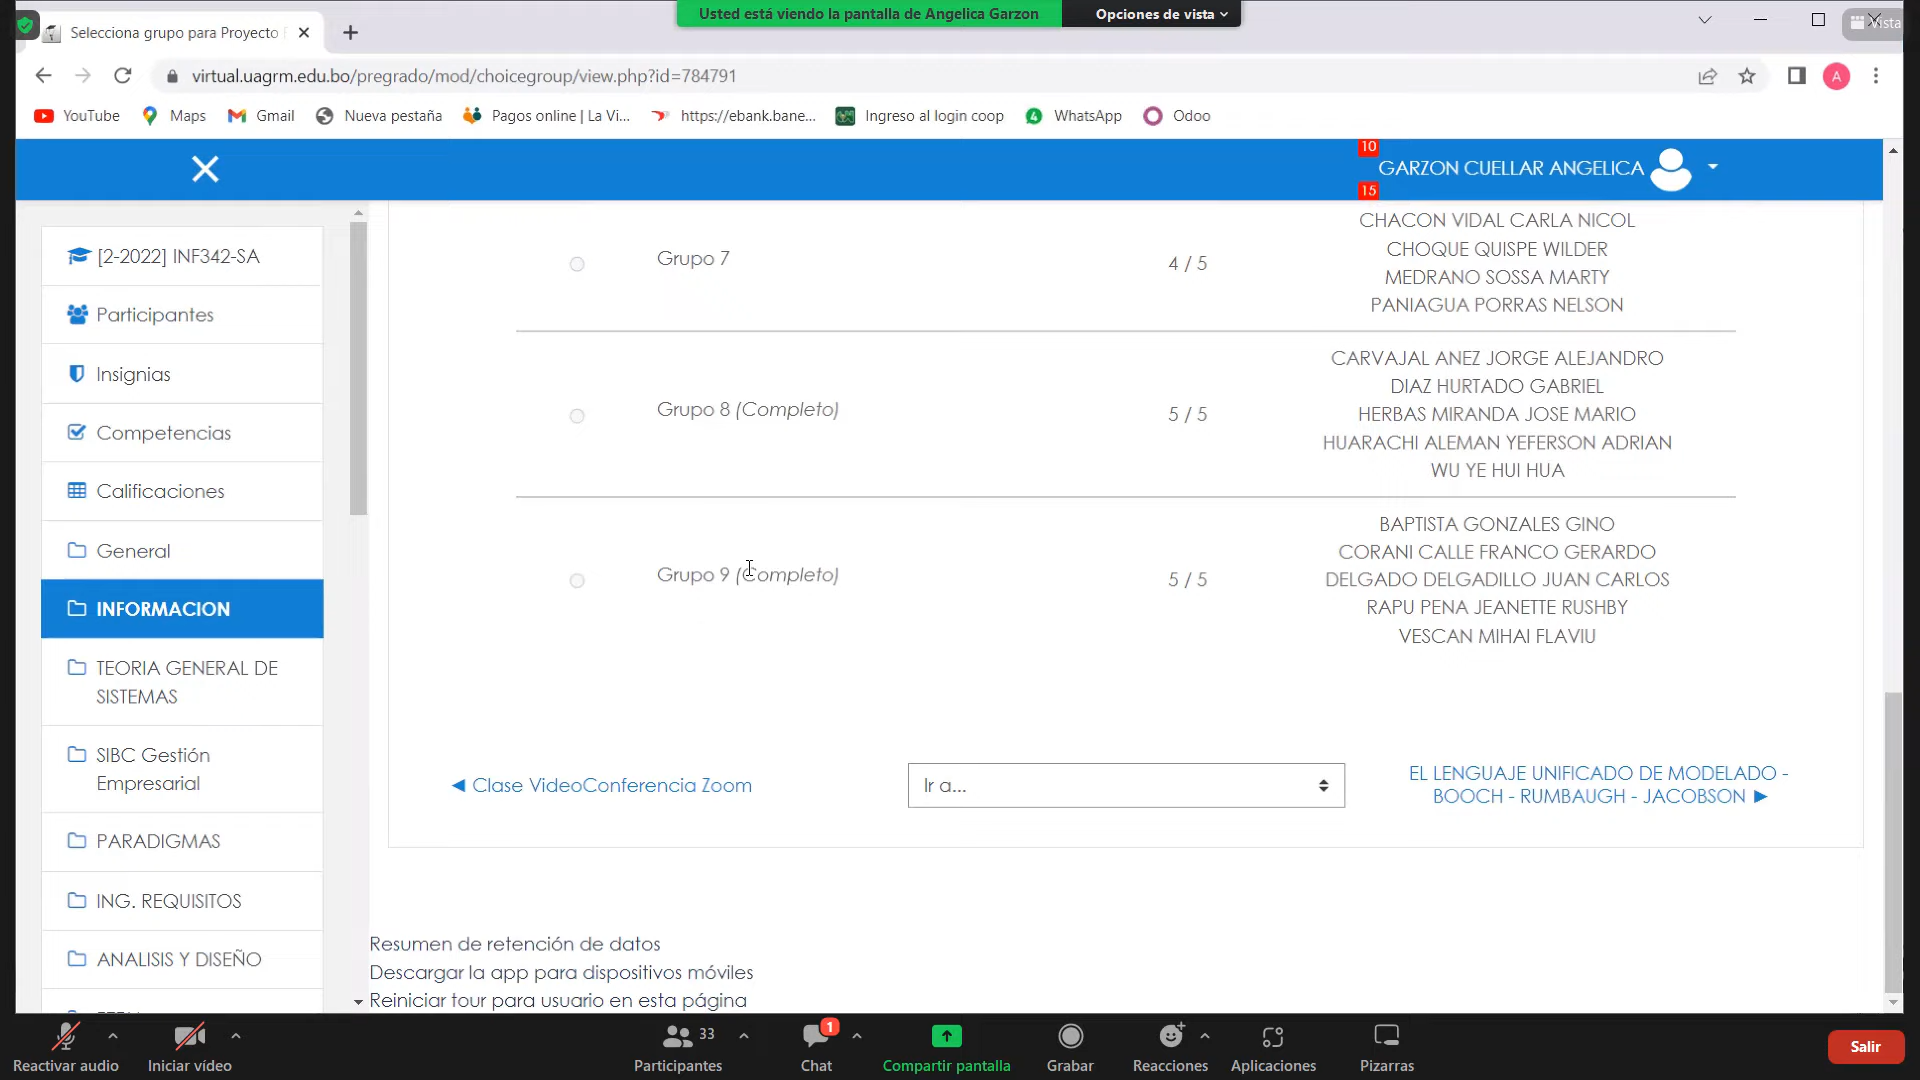 Usted está viendo la pantalla de Angelica Garzon
Opciones de vista
Selecciona grupo para Proyecto
Vista
virtual.uagrm.edu.bo/pregrado/mod/choicegroup/view.php?id=784791
A
YouTube
Maps
Gmail
Nueva pestaña
Pagos online | La Vi...
https://ebank.bane...
Ingreso al login coop
WhatsApp
Odoo
10
GARZON CUELLAR ANGELICA
15
[2-2022] INF342-SA
Participantes
Insignias
Competencias
Calificaciones
General
INFORMACION
TEORIA GENERAL DE
SISTEMAS
SIBC Gestión
Empresarial
PARADIGMAS
ING. REQUISITOS
ANALISIS Y DISEÑO
Grupo 7
4 / 5
CHACON VIDAL CARLA NICOL
CHOQUE QUISPE WILDER
MEDRANO SOSSA MARTY
PANIAGUA PORRAS NELSON
Grupo 8 (Completo)
5 / 5
CARVAJAL ANEZ JORGE ALEJANDRO
DIAZ HURTADO GABRIEL
HERBAS MIRANDA JOSE MARIO
HUARACHI ALEMAN YEFERSON ADRIAN
WU YE HUI HUA
Grupo 9 (Completo)
5 / 5
BAPTISTA GONZALES GINO
CORANI CALLE FRANCO GERARDO
DELGADO DELGADILLO JUAN CARLOS
RAPU PENA JEANETTE RUSHBY
VESCAN MIHAI FLAVIU
◄ Clase VideoConferencia Zoom
Ir a...
EL LENGUAJE UNIFICADO DE MODELADO -
BOOCH - RUMBAUGH - JACOBSON ►
Resumen de retención de datos
Descargar la app para dispositivos móviles
Reiniciar tour para usuario en esta página
Reactivar audio
Iniciar vídeo
33
Participantes
1
Chat
Compartir pantalla
Grabar
Reacciones
Aplicaciones
Pizarras
Salir